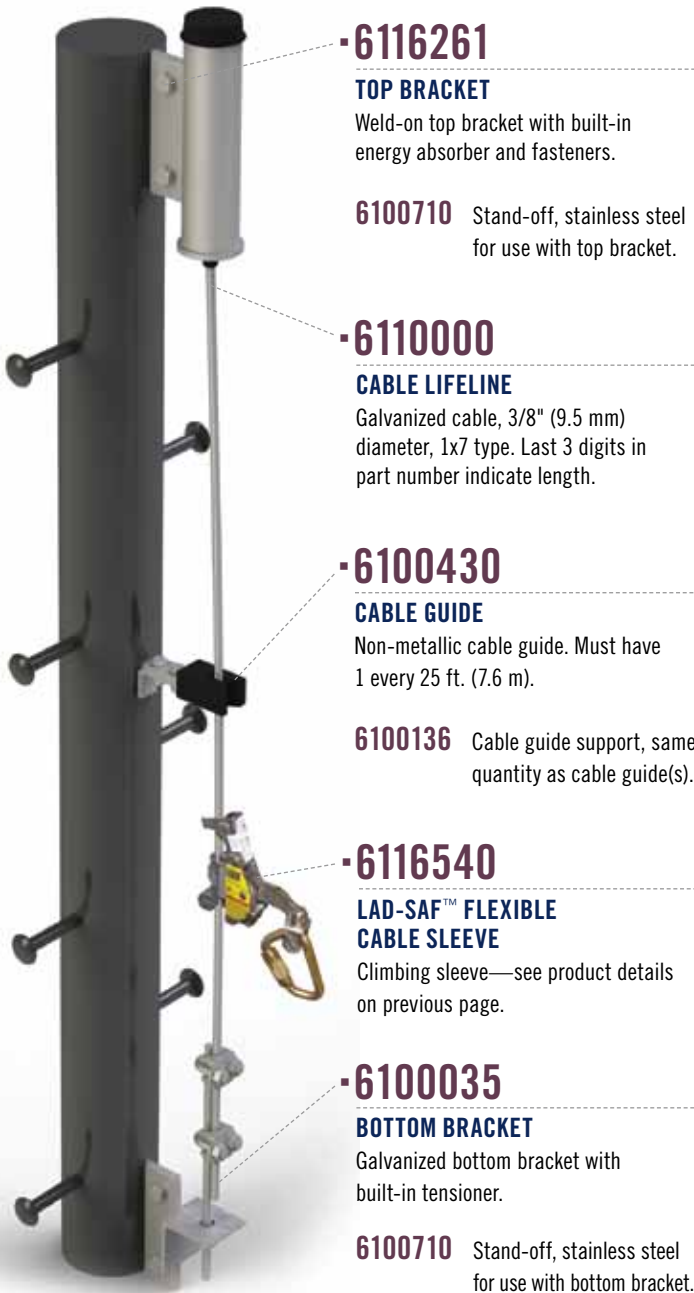 6116261
TOP BRACKET
Weld-on top bracket with built-in
energy absorber and fasteners.
6100710 Stand-off, stainless steel
for use with top bracket.
6110000
CABLE LIFELINE
Galvanized cable, 3/8" (9.5 mm)
diameter, 1x7 type. Last 3 digits in
part number indicate length.
6100430
CABLE GUIDE
Non-metallic cable guide. Must have
1 every 25 ft. (7.6 m).
6100136 Cable guide support, same
quantity as cable guide(s).
6116540
LAD-SAF™ FLEXIBLE
CABLE SLEEVE
Climbing sleeve—see product details
on previous page.
6100035
BOTTOM BRACKET
Galvanized bottom bracket with
built-in tensioner.
6100710 Stand-off, stainless steel
for use with bottom bracket.